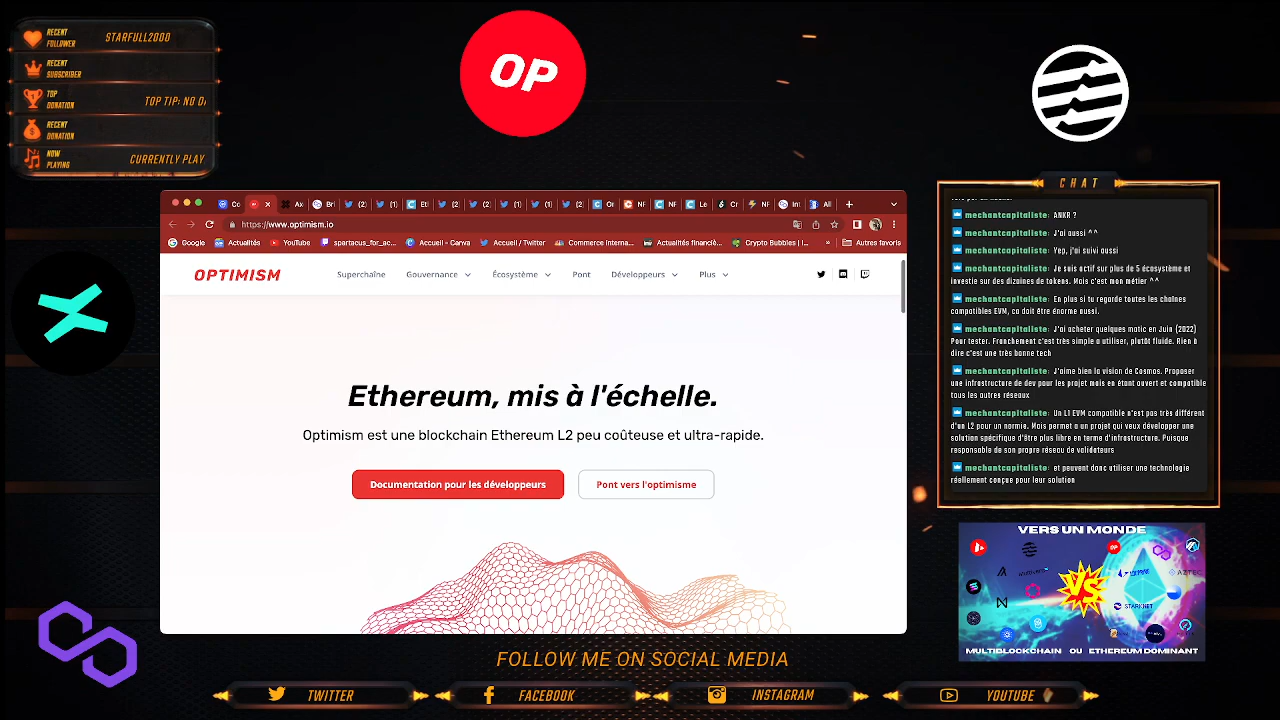 RECENT
FOLLOWER
STARFULL2000
RECENT
SUBSCRIBER
TOP
DONATION
TOP TIP: NO D
RECENT
DONATION
NOW
PLAYING
CURRENTLY PLAY
OP
https://www.optimism.io
Google
Actualités
YouTube
spartacus_for_ac...
Accueil – Canva
Accueil / Twitter
Commerce Interna...
Actualités financiè...
Crypto Bubbles | I...
»
Autres favoris
OPTIMISM
Superchaîne
Gouvernance
Écosystème
Pont
Développeurs
Plus
Ethereum, mis à l'échelle.
Optimism est une blockchain Ethereum L2 peu coûteuse et ultra-rapide.
Documentation pour les développeurs
Pont vers l'optimisme
CHAT
mechantcapitaliste: ANKR ?
mechantcapitaliste: J'ai aussi ^^
mechantcapitaliste: Yep, j'ai suivi aussi
mechantcapitaliste: Je suis actif sur plus de 5 écosystème et
investie sur des dizaines de tokens. Mais c'est mon métier ^^
mechantcapitaliste: En plus si tu regarde toutes les chaînes
compatibles EVM, ca doit être énorme aussi.
mechantcapitaliste: J'ai acheter quelques matic en Juin (2022)
Pour tester. Franchement c'est très simple a utiliser, plutôt fluide. Rien à
dire c'est une très bonne tech
mechantcapitaliste: J'aime bien la vision de Cosmos. Proposer
une infrastructure de dev pour les projet mais en étant ouvert et compatible
tous les autres réseaux
mechantcapitaliste: Un L1 EVM compatible n'est pas très différent
d'un L2 pour un normie. Mais permet a un projet qui veux développer une
solution spécifique d'être plus libre en terme d'infrastructure. Puisque
responsable de son propre réseau de validateurs
mechantcapitaliste: et peuvent donc utiliser une technologie
réellement conçue pour leur solution
VERS UN MONDE
OP
VS
AZTEC
STARKNET
MULTIBLOCKCHAIN OU ETHEREUM DOMINANT
FOLLOW ME ON SOCIAL MEDIA
TWITTER
FACEBOOK
INSTAGRAM
YOUTUBE